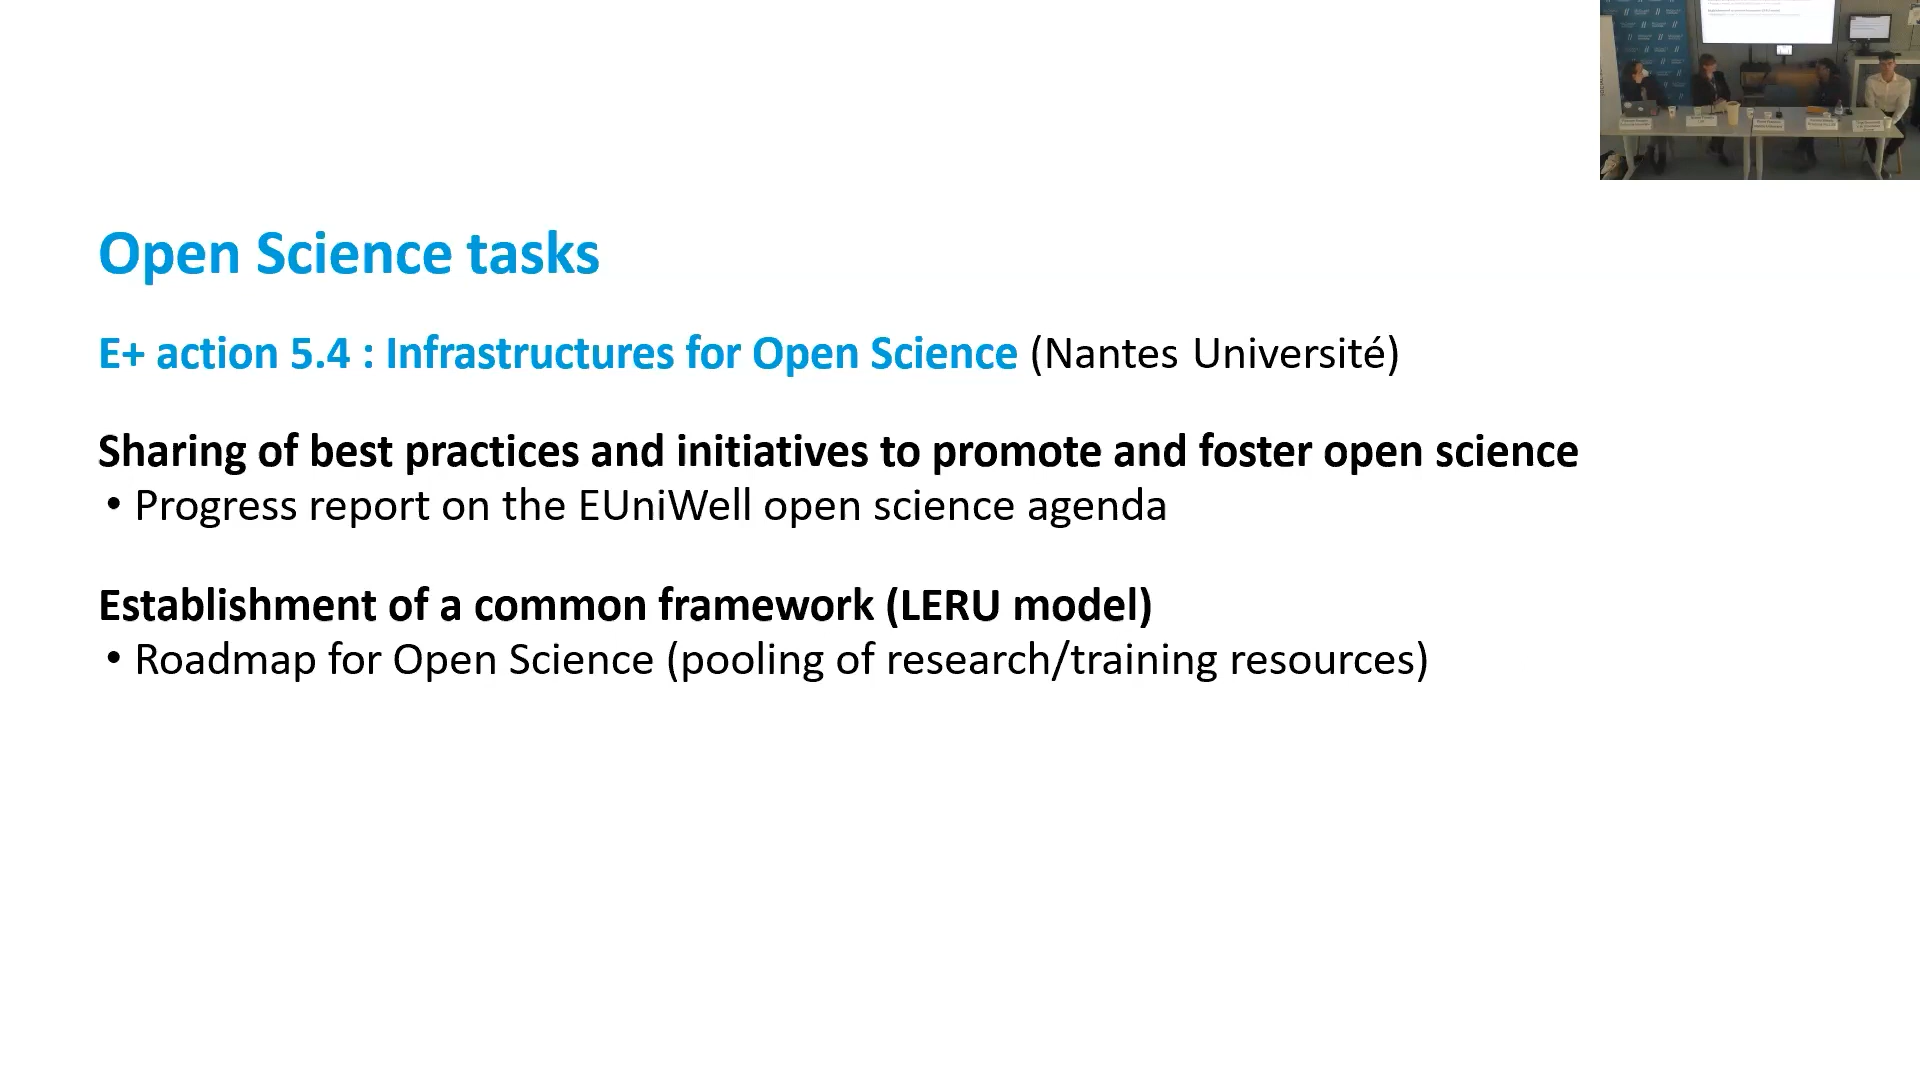 Open Science tasks
E+ action 5.4 : Infrastructures for Open Science (Nantes Université)
Sharing of best practices and initiatives to promote and foster open science
• Progress report on the EUniWell open science agenda
Establishment of a common framework (LERU model)
• Roadmap for Open Science (pooling of research/training resources)